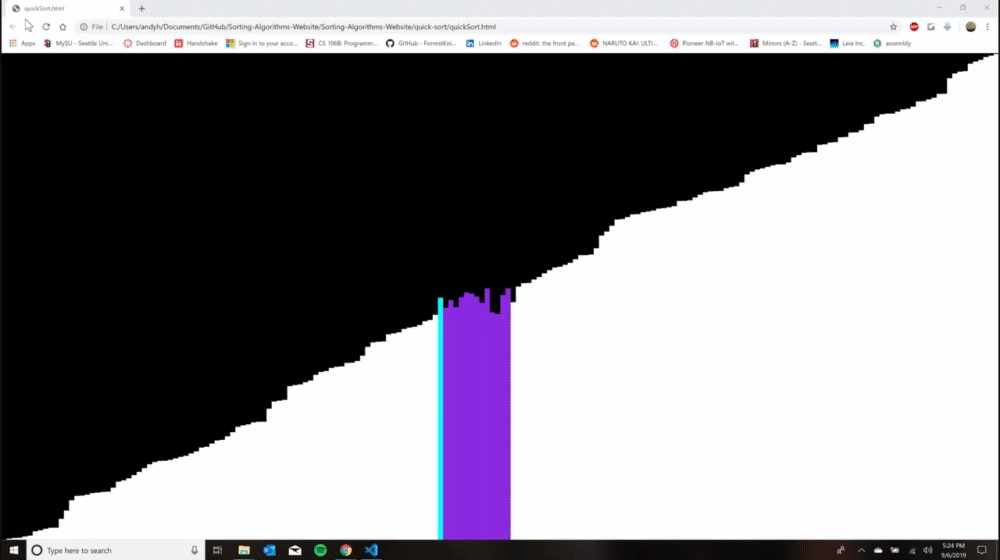 quickSort.html
File | C:/Users/andyh/Documents/GitHub/Sorting-Algorithms-Website/Sorting-Algorithms-Website/quick-sort/quickSort.html
Apps MySU - Seattle Uni... Dashboard Handshake Sign in to your acco... CS 106B: Programm... GitHub - ForrestKni... LinkedIn reddit: the front pa... NARUTO KAI: ULTI... Pioneer NB-IoT wit... Minors (A-Z) - Seatt... Leia Inc. assembly
Type here to search
5:24 PM
9/6/2019